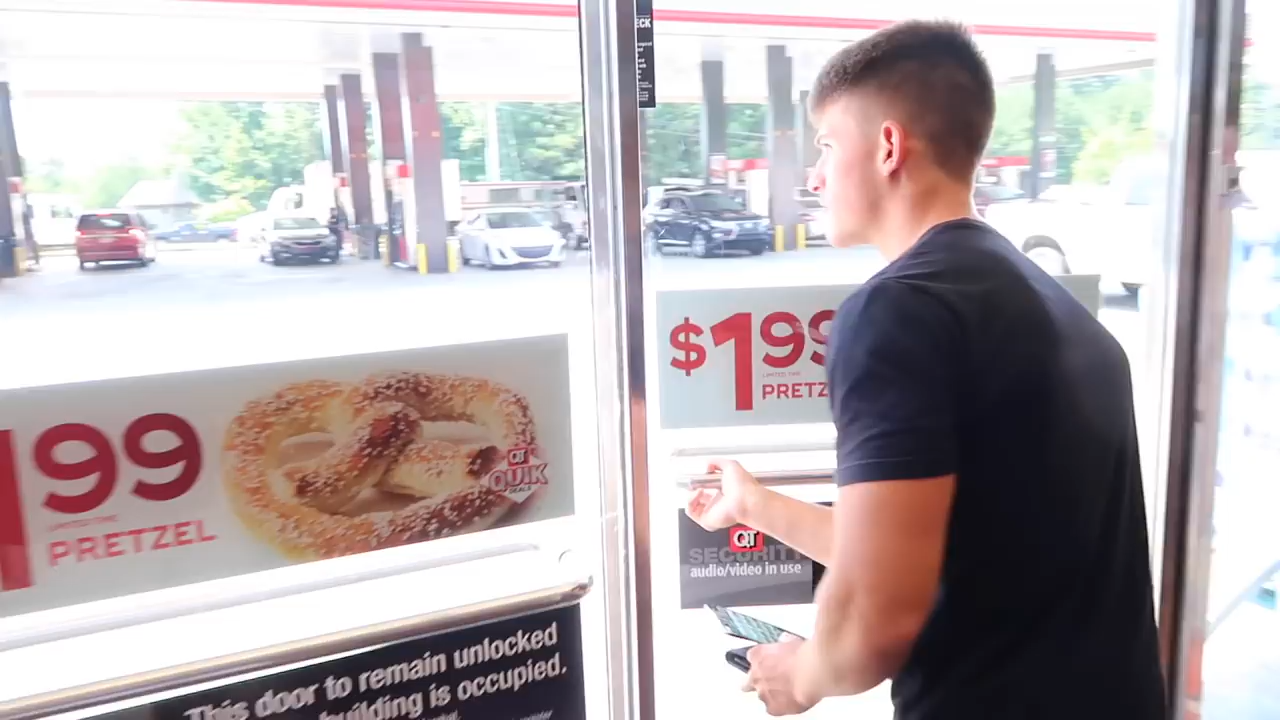 ECK
$199
LIMITED TIME
PRETZ
199
LIMITED TIME
PRETZEL
QT
QUIK
DEALS
QT
SECURITY
audio/video in use
This door to remain unlocked
building is occupied.